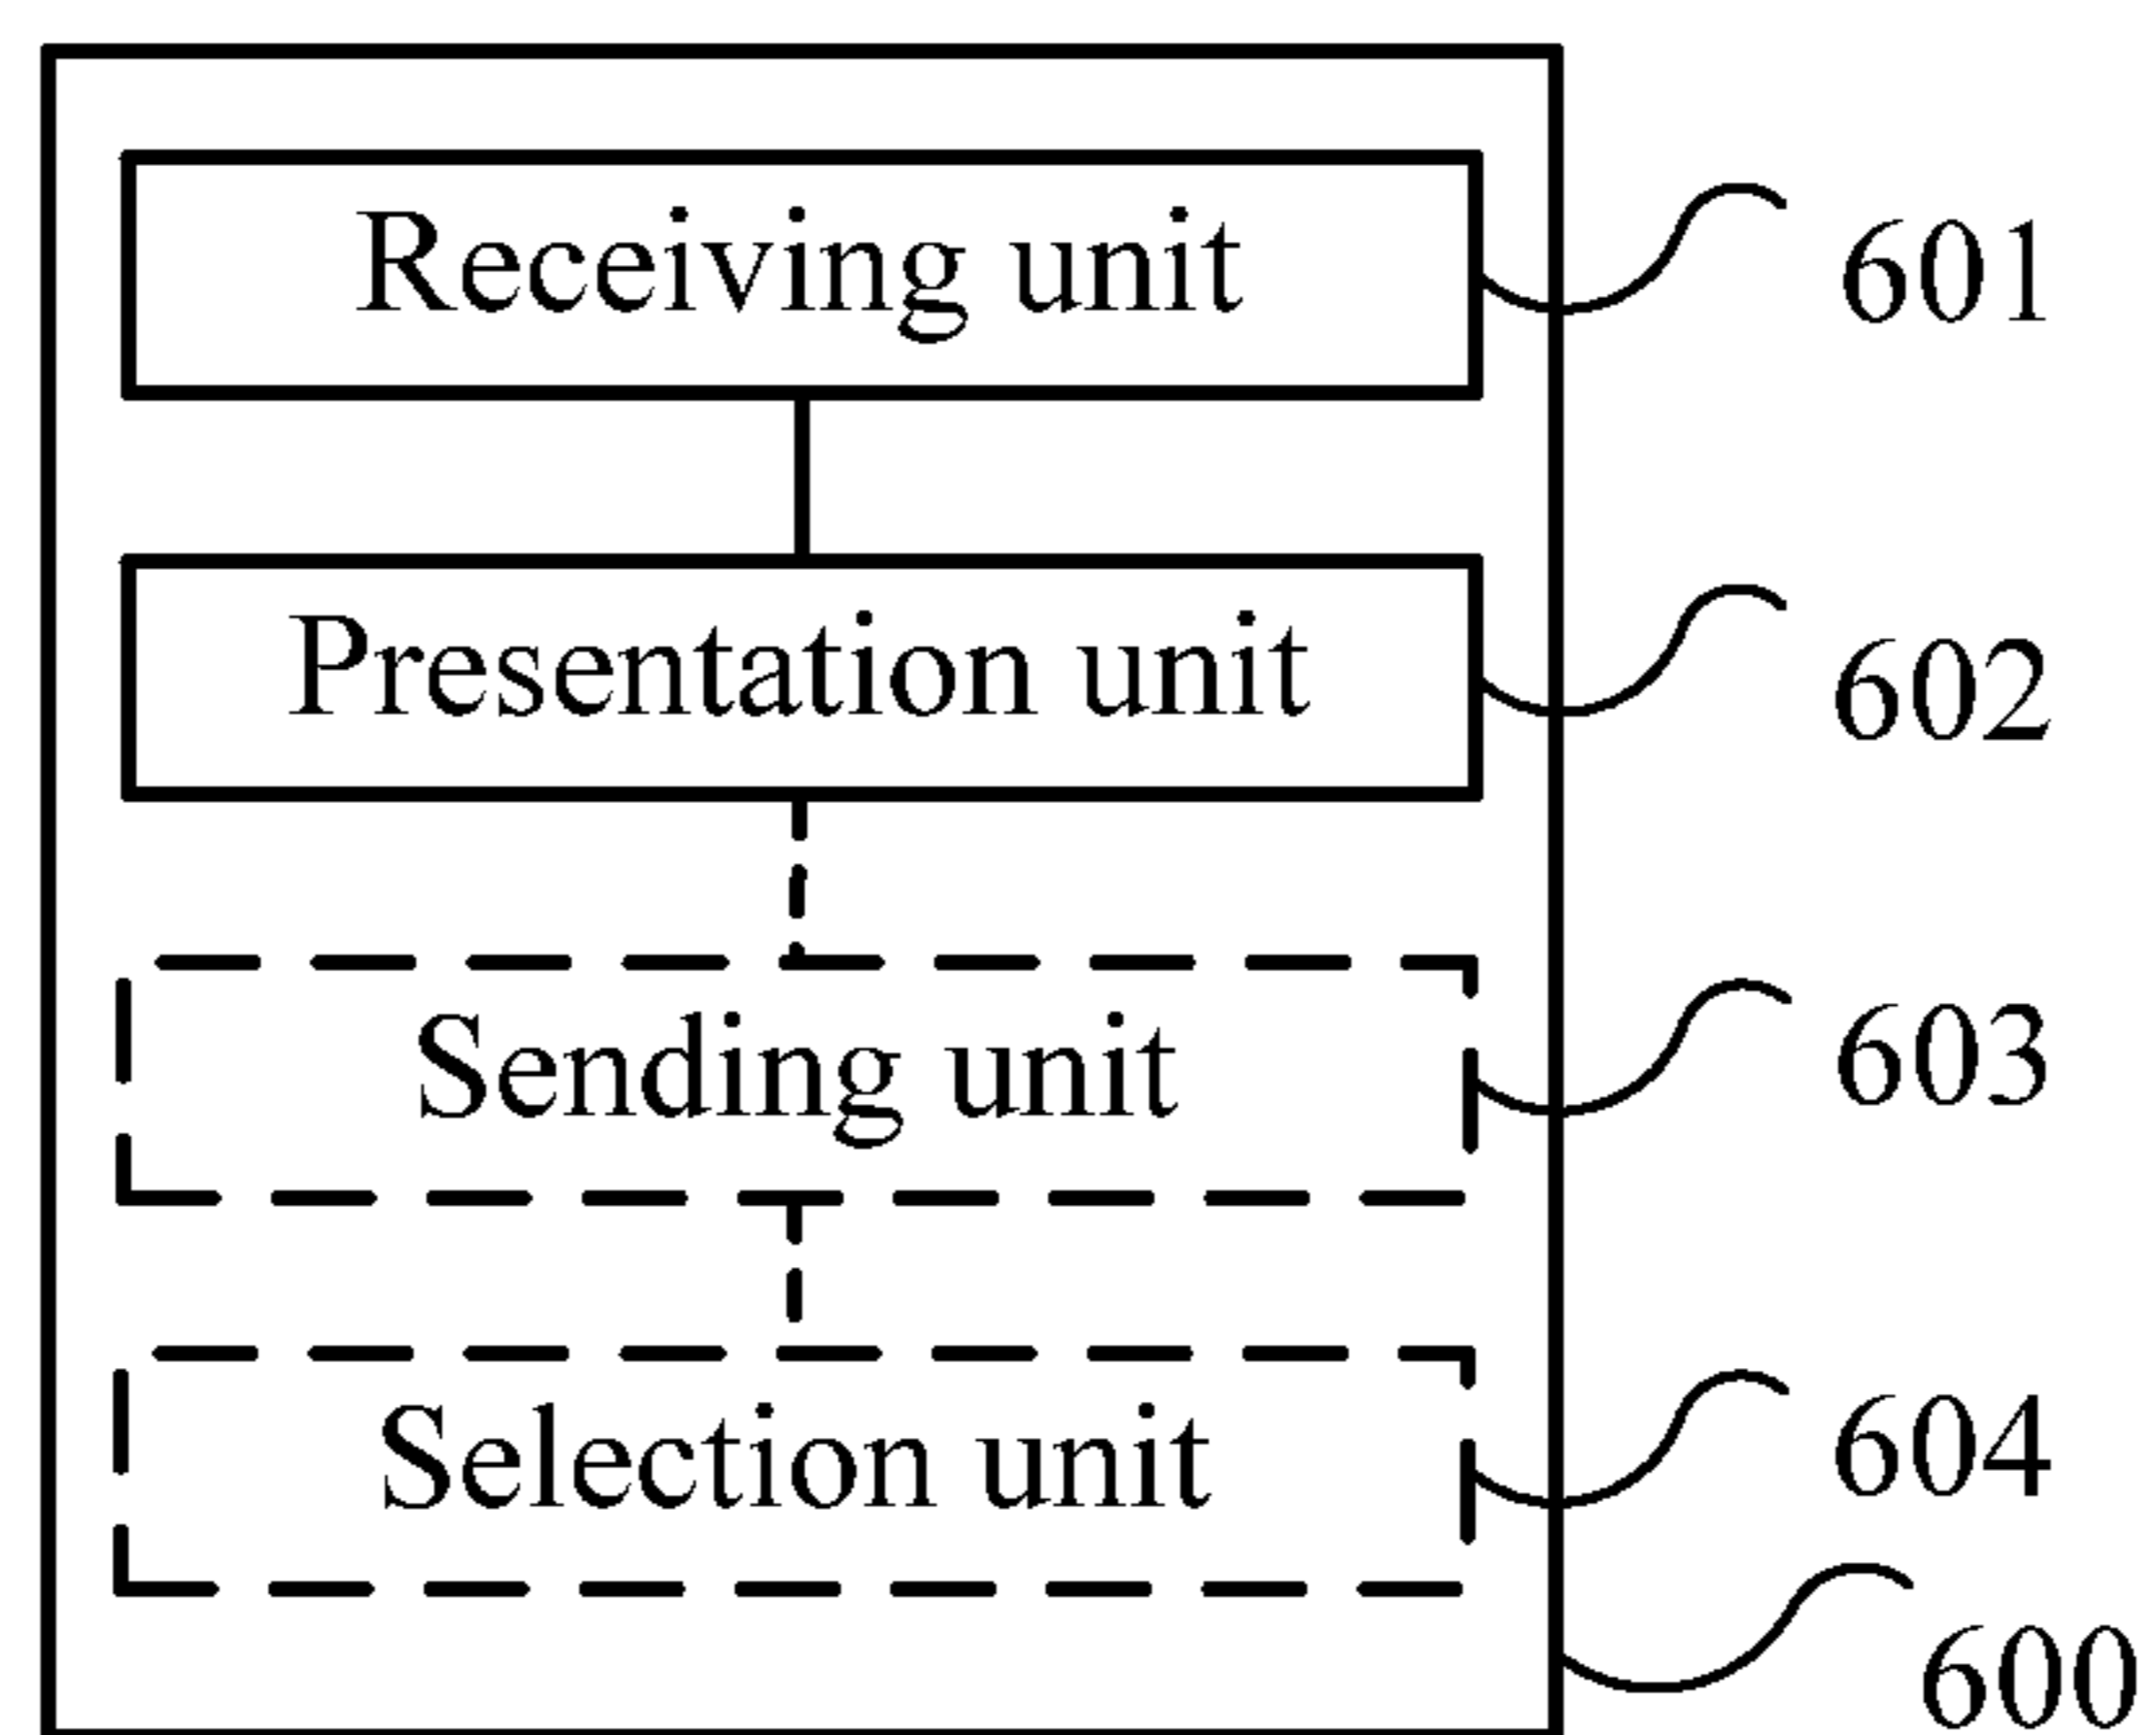 Receiving unit
601
Presentation unit
602
Sending unit
603
Selection unit
604
600